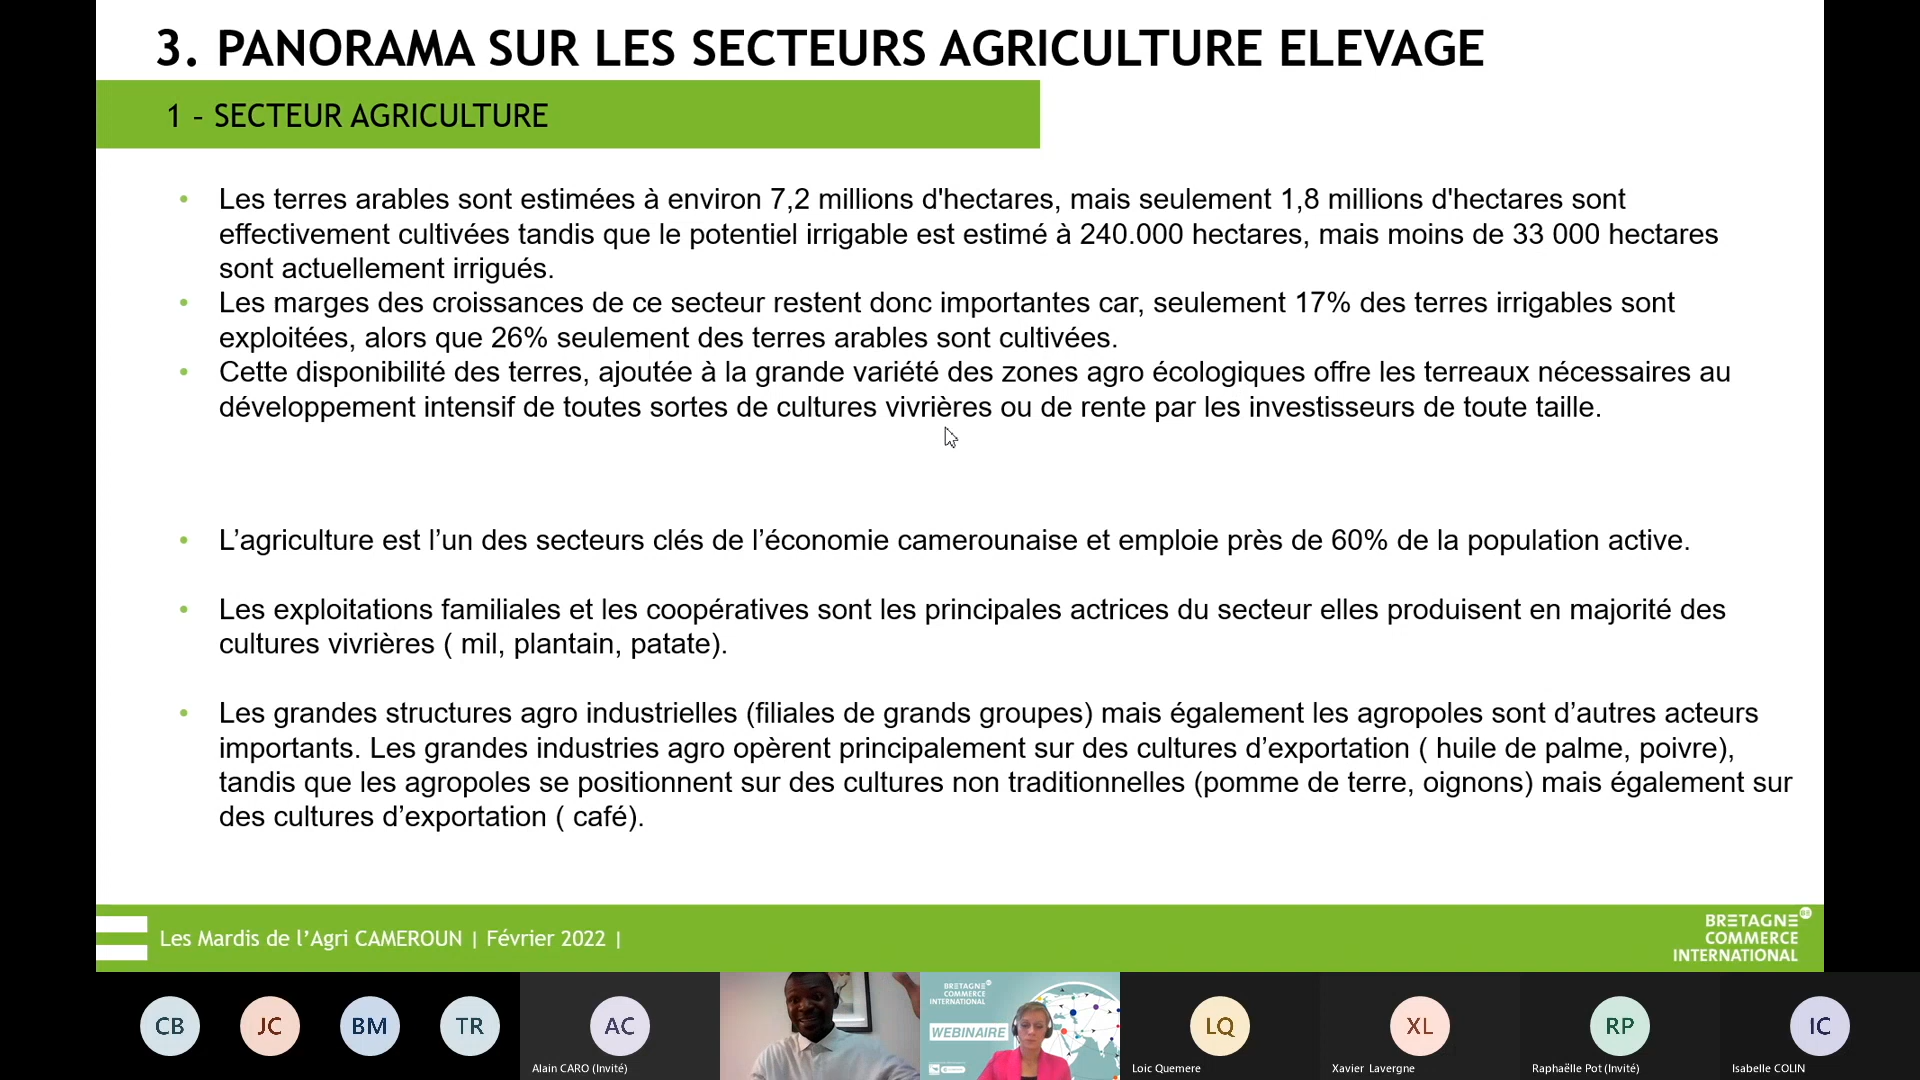 3. PANORAMA SUR LES SECTEURS AGRICULTURE ELEVAGE
1 – SECTEUR AGRICULTURE
• Les terres arables sont estimées à environ 7,2 millions d'hectares, mais seulement 1,8 millions d'hectares sont
effectivement cultivées tandis que le potentiel irrigable est estimé à 240.000 hectares, mais moins de 33 000 hectares
sont actuellement irrigués.
• Les marges des croissances de ce secteur restent donc importantes car, seulement 17% des terres irrigables sont
exploitées, alors que 26% seulement des terres arables sont cultivées.
• Cette disponibilité des terres, ajoutée à la grande variété des zones agro écologiques offre les terreaux nécessaires au
développement intensif de toutes sortes de cultures vivrières ou de rente par les investisseurs de toute taille.
• L’agriculture est l’un des secteurs clés de l’économie camerounaise et emploie près de 60% de la population active.
• Les exploitations familiales et les coopératives sont les principales actrices du secteur elles produisent en majorité des
cultures vivrières ( mil, plantain, patate).
• Les grandes structures agro industrielles (filiales de grands groupes) mais également les agropoles sont d’autres acteurs
importants. Les grandes industries agro opèrent principalement sur des cultures d’exportation ( huile de palme, poivre),
tandis que les agropoles se positionnent sur des cultures non traditionnelles (pomme de terre, oignons) mais également sur
des cultures d’exportation ( café).
Les Mardis de l’Agri CAMEROUN | Février 2022 |
BRETAGNE
COMMERCE
INTERNATIONAL
CB
JC
BM
TR
AC
Alain CARO (Invité)
BRETAGNE
COMMERCE
INTERNATIONAL
WEBINAIRE
LQ
Loic Quemere
XL
Xavier Lavergne
RP
Raphaëlle Pot (Invité)
IC
Isabelle COLIN